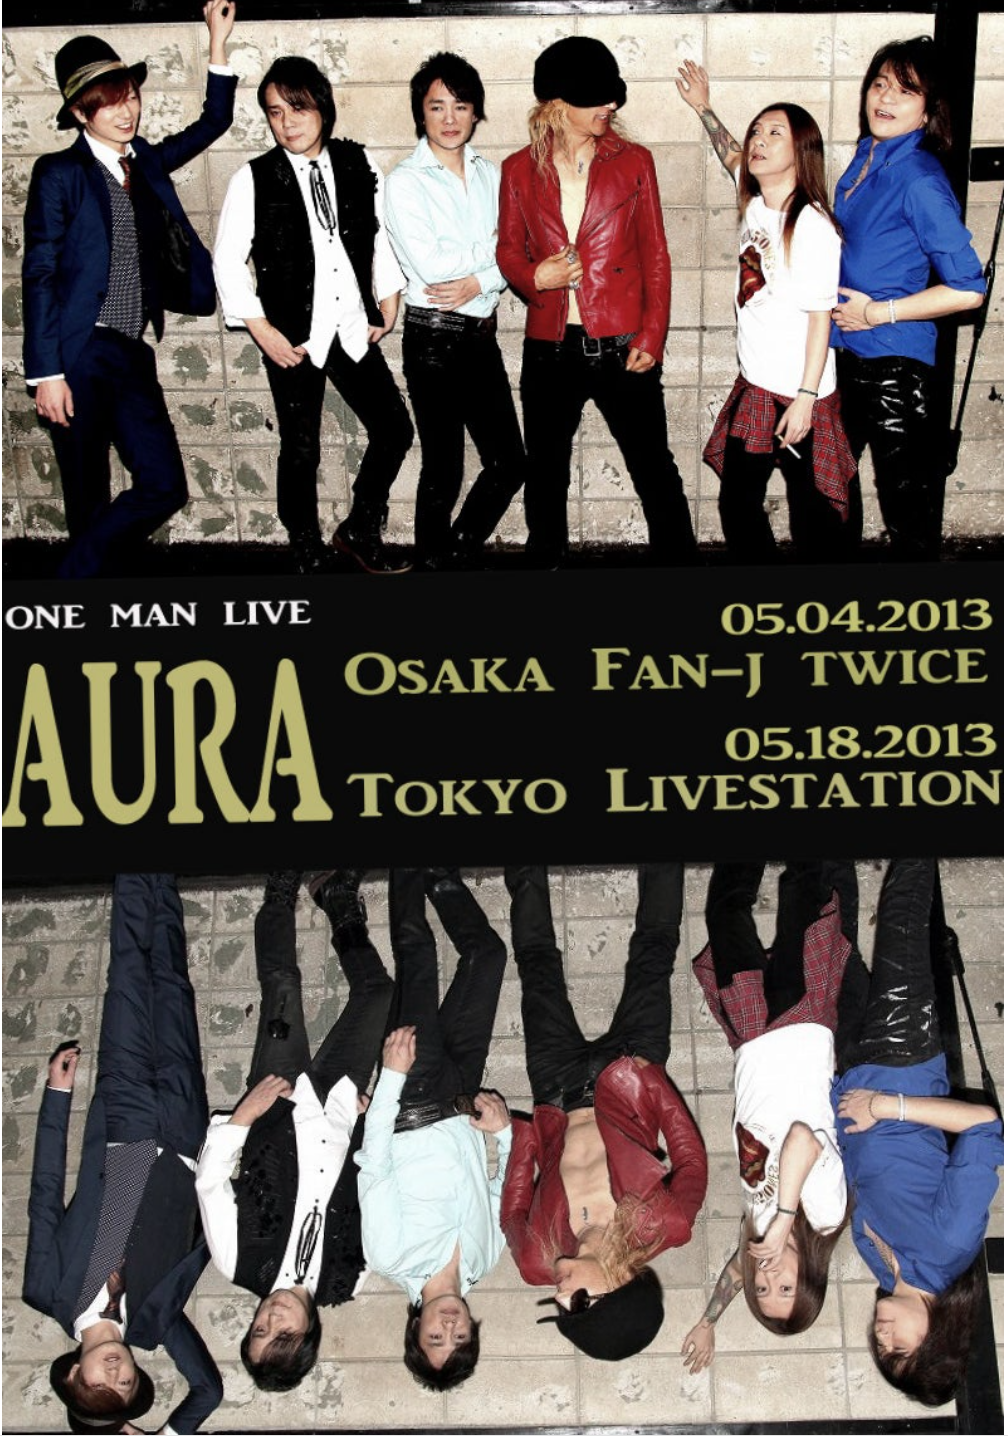 ONE MAN LIVE
AURA
05.04.2013
OSAKA FAN-J TWICE
05.18.2013
TOKYO LIVESTATION